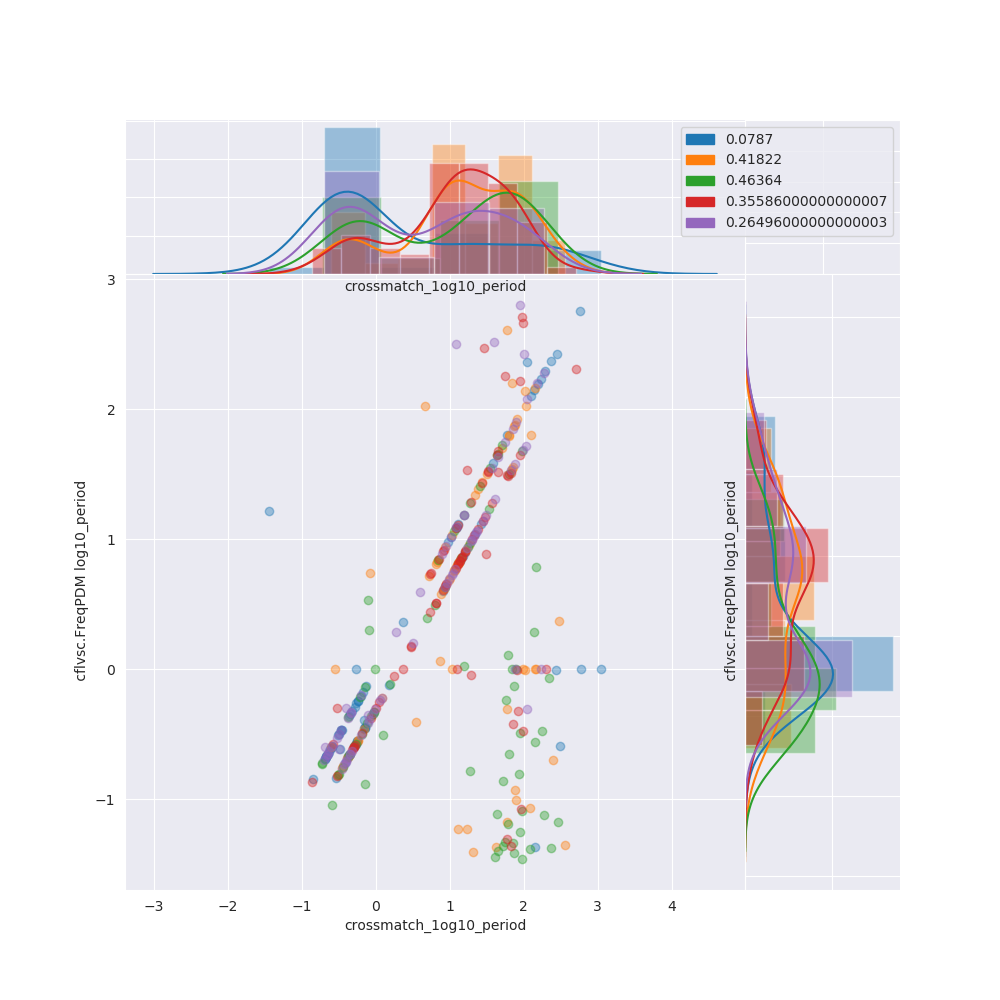 0.0787
0.41822
0.46364
0.35586000000000007
0.26496000000000003
crossmatch_1og10_period
3
2
1
0
−1
cflvsc.FreqPDM log10_period
cflvsc.FreqPDM log10_period
−3 −2 −1 0 1 2 3 4
crossmatch_1og10_period